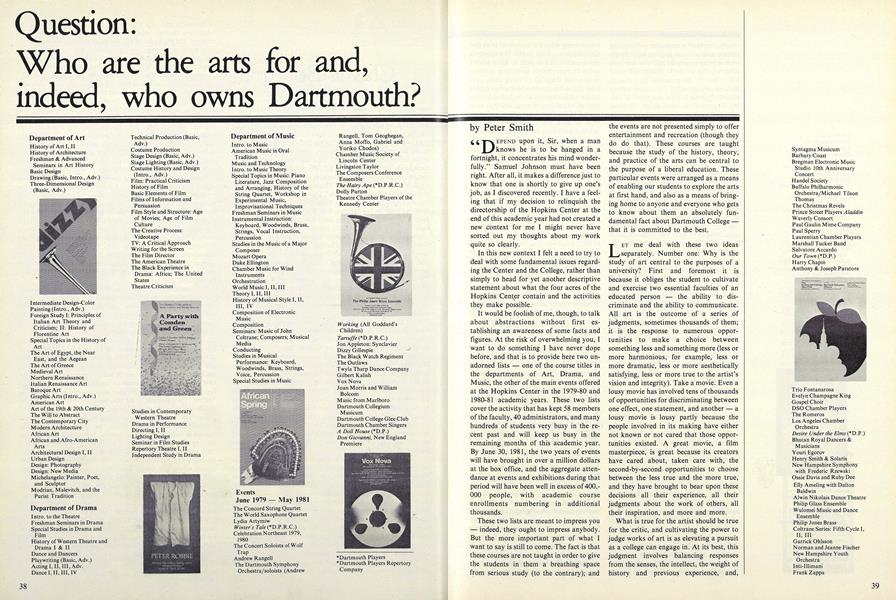 Question:
Who are the arts for and,
indeed, who owns Dartmouth?
Department of Art
History of Art I, II
History of Architecture
Freshman & Advanced
Seminars in Art History
Basic Design
Drawing (Basic, Intro., Adv.)
Three-Dimensional Design
(Basic, Adv.)
Intermediate Design-Color
Painting (Intro., Adv.)
Foreign Study I: Principles of
Italian Art Theory and
Criticism; II: History of
Florentine Art
Special Topics in the History of
Art
The Art of Egypt, the Near
East, and the Aegean
The Art of Greece
Medieval Art
Northern Renaissance
Italian Renaissance Art
Baroque Art
Graphic Arts (Intro., Adv.)
American Art
Art of the 19th & 20th Century
The Will to Abstract
The Contemporary City
Modern Architecture
African Art
African and Afro-American
Arts
Architectural Design I, II
Urban Design
Design: Photography
Design: New Media
Michelangelo: Painter, Poet,
and Sculptor
Modrian, Malevitch, and the
Purist Tradition
Department of Drama
Intro. to the Theatre
Freshman Seminars in Drama
Special Studies in Drama and
Film
History of Western Theatre and
Drama I & II
Dance and Dancers
Playwriting (Basic, Adv.)
Acting I, II, III, Adv.
Dance I, II, III, IV
38
Technical Production (Basic,
Adv.)
Costume Production
Stage Design (Basic, Adv.)
Stage Lighting (Basic, Adv.)
Costume History and Design
(Intro., Adv.)
Film: Practical Criticism
History of Film
Basic Elements of Film
Films of Information and
Persuasion
Film Style and Structure: Age
of Movies; Age of Film
Culture
The Creative Process:
Videotape
TV: A Critical Approach
Writing for the Screen
The Film Director
The American Theatre
The Black Experience in
Drama: Africa; The United
States
Theatre Criticism
A Party with
Comden
and Green
Studies in Contemporary
Western Theatre
Drama in Performance
Directing I, II
Lighting Design
Seminar in Film Studies
Repertory Theatre I, II
Independent Study in Drama
PETER ROBBIE
Department of Music
Intro. to Music
American Music in Oral
Tradition
Music and Technology
Intro. to Music Theory
Special Topics in Music: Piano
Literature, Jazz Composition
and Arranging, History of the
String Quartet, Workshop in
Experimental Music,
Improvisational Techniques
Freshman Seminars in Music
Instrumental Instruction:
Keyboard, Woodwinds, Brass,
Strings, Vocal Instruction,
Percussion
Studies in the Music of a Major
Composer
Mozart Opera
Duke Ellington
Chamber Music for Wind
Instruments
Orchestration
World Music I, II, III
Theory I, II, III
History of Musical Style I, II,
III, IV
Composition of Electronic
Music
Composition
Seminars: Music of John
Coltrane; Composers; Musical
Media
Conducting
Studies in Musical
Performance: Keyboard,
Woodwinds, Brass, Strings,
Voice, Percussion
Special Studies in Music
African
Spring
Events
June 1979 — May 1981
The Concord String Quartet
The World Saxophone Quartet
Lydia Artymiw
Winter's Tale (*D.P.R.C.)
Celebration Northeast 1979,
1980
The Concert Soloists of Wolf
Trap
Andrew Rangell
The Dartmouth Symphony
Orchestra/soloists (Andrew
Rangell, Tom Geoghegan,
Anna Moffo, Gabriel and
Yoriko Chodos)
Chamber Music Society of
Lincoln Center
Livingston Taylor
The Composers Conference
Ensemble
The Hairy Ape (*D.P.R.C.)
Dolly Parton
Theatre Chamber Players of the
Kennedy Center
The Philip Jones Brass Ensemble
Working (All Goddard's
Children)
Tartuffe (*D.P.R.C.)
Jon Appleton: Synclavier
Dizzy Gillespie
The Black Watch Regiment
The Outlaws
Twyla Tharp Dance Company
Gilbert Kalish
Vox Nova
Joan Morris and William
Bolcom
Music from Marlboro
Dartmouth Collegium
Musicum
Dartmouth College Glee Club
Dartmouth Chamber Singers
A Doll House (*D.P.)
Don Giovanni, New England
Premiere
Vox Nova
*Dartmouth Players
*Dartmouth Players Repertory
Company
by Peter Smith
“DEPEND upon it, Sir, when a man
knows he is to be hanged in a
fortnight, it concentrates his mind wonder-
fully.” Samuel Johnson must have been
right. After all, it makes a difference just to
know that one is shortly to give up one's
job, as I discovered recently. I have a feel-
ing that if my decision to relinquish the
directorship of the Hopkins Center at the
end of this academic year had not created a
new context for me I might never have
sorted out my thoughts about my work
quite so clearly.
In this new context I felt a need to try to
deal with some fundamental issues regard-
ing the Center and the College, rather than
simply to head for yet another descriptive
statement about what the four acres of the
Hopkins Center contain and the activities
they make possible.
It would be foolish of me, though, to talk
about abstractions without first es-
tablishing an awareness of some facts and
figures. At the risk of overwhelming you, I
want to do something I have never dope
before, and that is to provide here two un-
adorned lists — one of the course titles in
the departments of Art, Drama, and
Music, the other of the main events offered
at the Hopkins Center in the 1979-80 and
1980-81 academic years. These two lists
cover the activity that has kept 58 members
of the faculty, 40 administrators, and many
hundreds of students very busy in the re-
cent past and will keep us busy in the
remaining months of this academic year.
By June 30, 1981, the two years of events
will have brought in over a million dollars
at the box office, and the aggregate atten-
dance at events and exhibitions during that
period will have been well in excess of 400,-
000 people, with academic course
enrollments numbering in additional
thousands.
These two lists are meant to impress you
— indeed, they ought to impress anybody.
But the more important part of what I
want to say is still to come. The fact is that
these courses are not taught in order to give
the students in them a breathing space
from serious study (to the contrary); and
the events are not presented simply to offer
entertainment and recreation (though they
do do that). These courses are taught
because the study of the history, theory,
and practice of the arts can be central to
the purpose of a liberal education. These
particular events were arranged as a means
of enabling our students to explore the arts
at first hand, and also as a means of bring-
ing home to anyone and everyone who gets
to know about them an absolutely fun-
damental fact about Dartmouth College —
that it is committed to the best.
LET me deal with these two ideas
separately. Number one: Why is the
study of art central to the purposes of a
university? First and foremost it is
because it obliges the student to cultivate
and exercise two essential faculties of an
educated person — the ability to dis-
criminate and the ability to communicate.
All art is the outcome of a series of
judgments, sometimes thousands of them;
it is the response to numerous oppor-
tunities to make a choice between
something less and something more (less or
more harmonious, for example, less or
more dramatic, less or more aesthetically
satisfying, less or more true to the artist's
vision and integrity). Take a movie. Even a
lousy movie has involved tens of thousands
of opportunities for discriminating between
one effect, one statement, and another — a
lousy movie is lousy partly because the
people involved in its making have either
not known or not cared that those oppor-
tunities existed. A great movie, a film
masterpiece, is great because its creators
have cared about, taken care with, the
second-by-second opportunities to choose
between the less true and the more true,
and they have brought to bear upon these
decisions all their experience, all their
judgments about the work of others, all
their inspiration, and more and more.
What is true for the artist should be true
for the critic, and cultivating the power to
judge works of art is as elevating a pursuit
as a college can engage in. At its best, this
judgment involves balancing responses
from the senses, the intellect, the weight of
history and previous experience, and,
Syntagma Musicum
Barbary Coast
Bregman Electronic Music
Studio 10th Anniversary
Concert
Handel Society
Buffalo Philharmonic
Orchestra/Michael Tilson
Thomas
The Christmas Revels
Prince Street Players Aladdin
Waverly Consort
Paul Gaulin Mime Company
Paul Sperry
Laurentian Chamber Players
Marshall Tucker Band
Salvatore Accardo
Our Town (*D.P.)
Harry Chapin
Anthony & Joseph Paratore
Trio Fontanarosa
Evelyn Champagne King
Gospel Choir
DSO Chamber Players
The Romeros
Los Angeles Chamber
Orchestra
Desire Under the Elms (*D.P.)
Bhutan Royal Dancers &
Musicians
Youri Egorov
Henry Smith & Solaris
New Hampshire Symphony
with Frederic Rzewski
Ossie Davis and Ruby Dee
Elly Ameling with Dalton
Baldwin
Alwin Nikolais Dance Theatre
Philip Glass Ensemble
Wulomei Music and Dance
Ensemble
Philip Jones Brass
Coltrane Series: Fifth Cycle I,
II, III
Garrick Ohlsson
Norman and Jeanne Fischer
New Hampshire Youth
Orchestra
Inti-Illimani
Frank Zappa
39